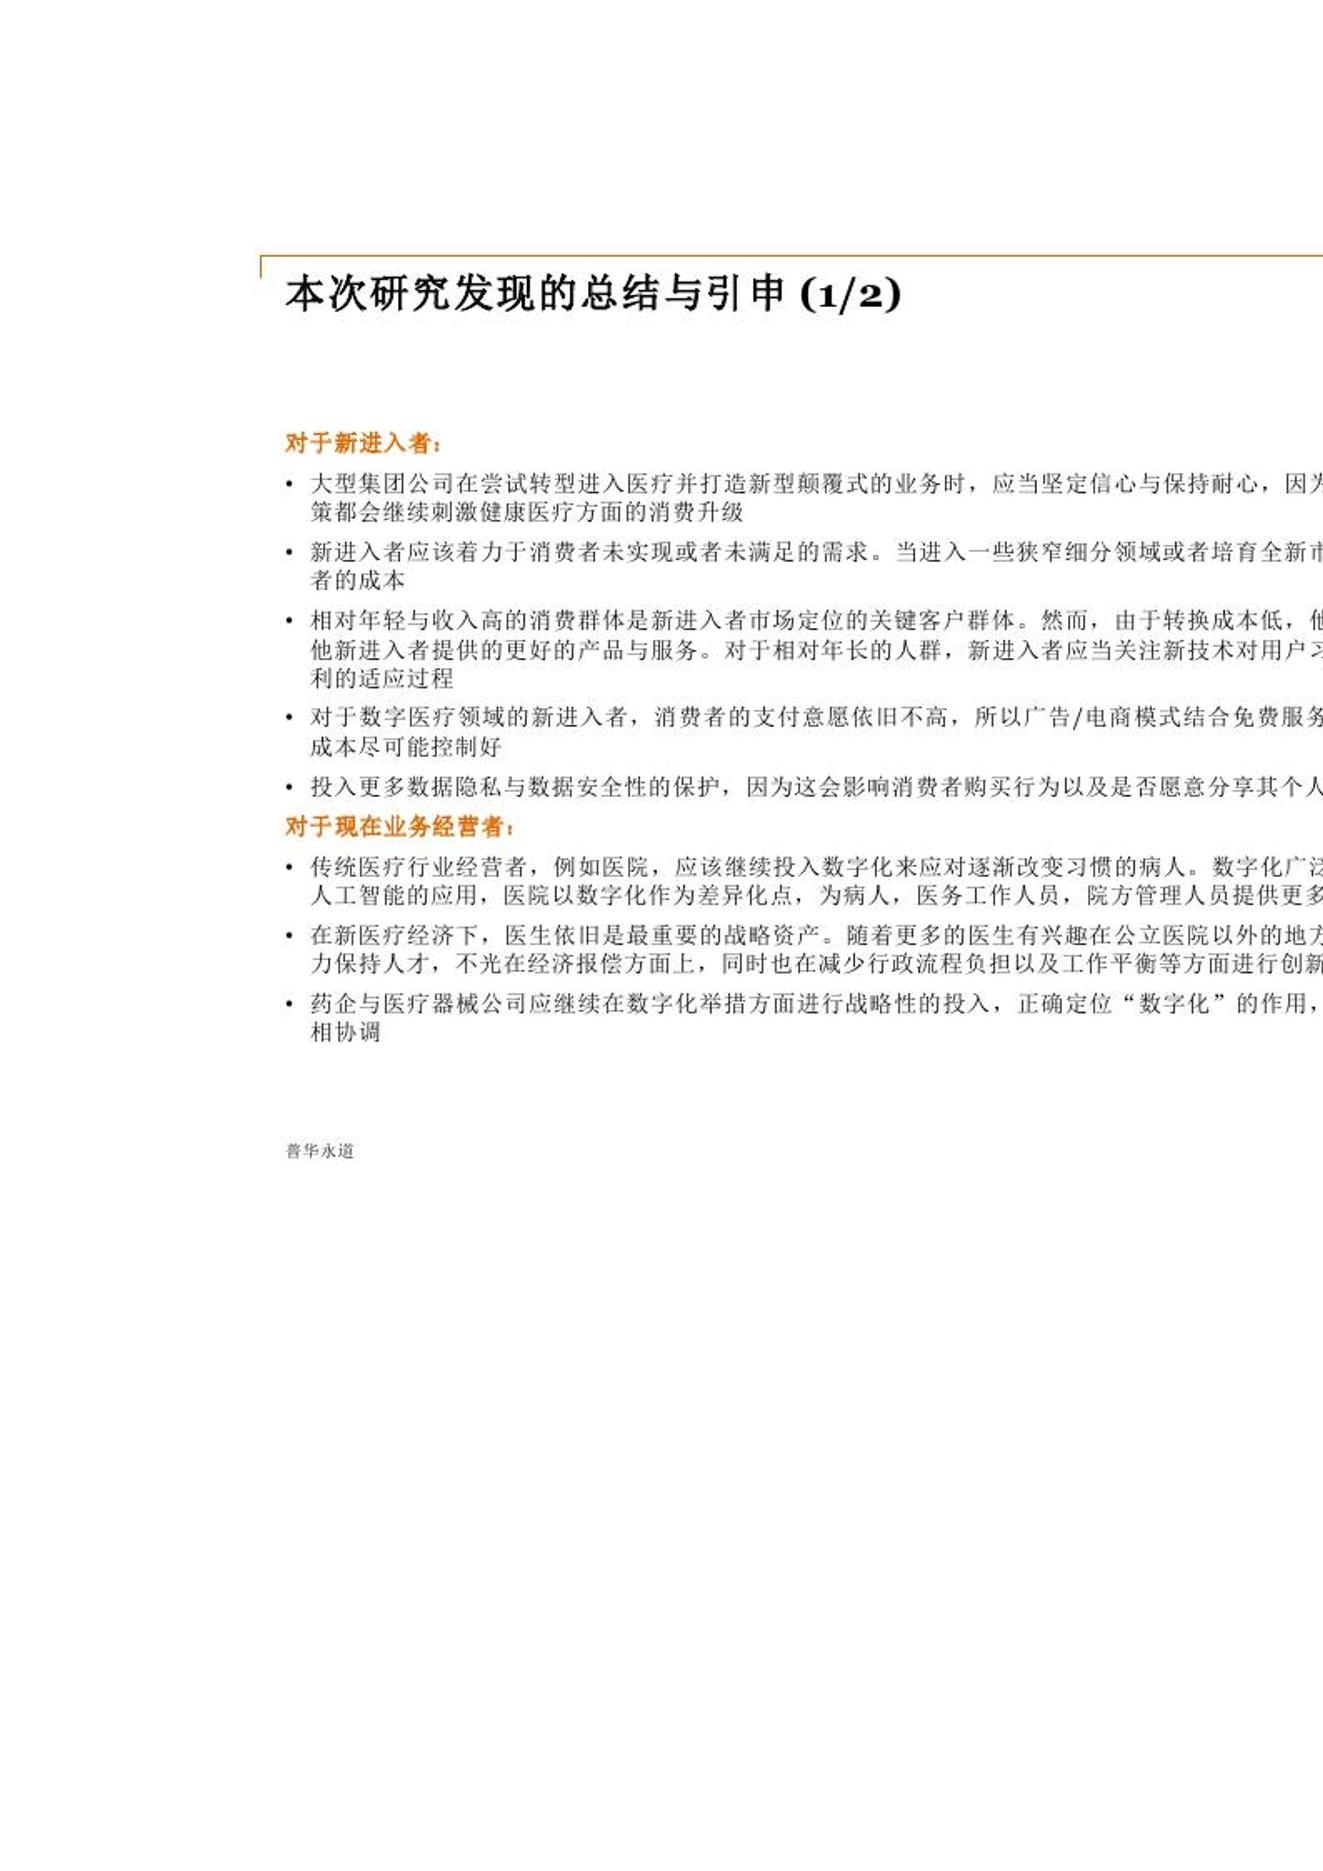 本次研究发现的总结与引申 (1/2)
对于新进入者:
• 大型集团公司在尝试转型进入医疗并打造新型颠覆式的业务时，应当坚定信心与保持耐心，因为
策都会继续刺激健康医疗方面的消费升级
• 新进入者应该着力于消费者未实现或者未满足的需求。当进入一些狭窄细分领域或者培育全新市
者的成本
• 相对年轻与收入高的消费群体是新进入者市场定位的关键客户群体。然而，由于转换成本低，他
他新进入者提供的更好的产品与服务。对于相对年长的人群，新进入者应当关注新技术对用户习
利的适应过程
• 对于数字医疗领域的新进入者，消费者的支付意愿依旧不高，所以广告/电商模式结合免费服务
成本尽可能控制好
• 投入更多数据隐私与数据安全性的保护，因为这会影响消费者购买行为以及是否愿意分享其个人
对于现在业务经营者:
• 传统医疗行业经营者，例如医院，应该继续投入数字化来应对逐渐改变习惯的病人。数字化广泛
人工智能的应用，医院以数字化作为差异化点，为病人，医务工作人员，院方管理人员提供更多
• 在新医疗经济下，医生依旧是最重要的战略资产。随着更多的医生有兴趣在公立医院以外的地方
力保持人才，不光在经济报偿方面上，同时也在减少行政流程负担以及工作平衡等方面进行创新
• 药企与医疗器械公司应继续在数字化举措方面进行战略性的投入，正确定位“数字化”的作用，
相协调
普华永道